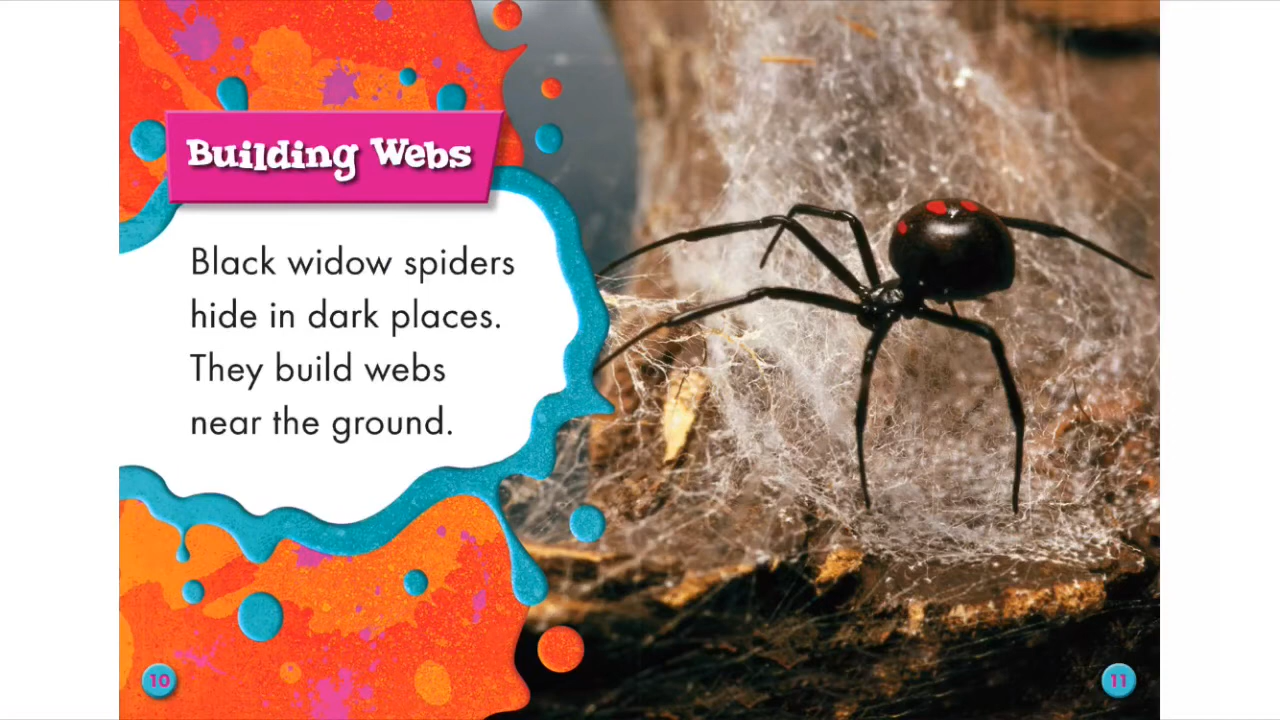 Building Webs
Black widow spiders
hide in dark places.
They build webs
near the ground.
10
11